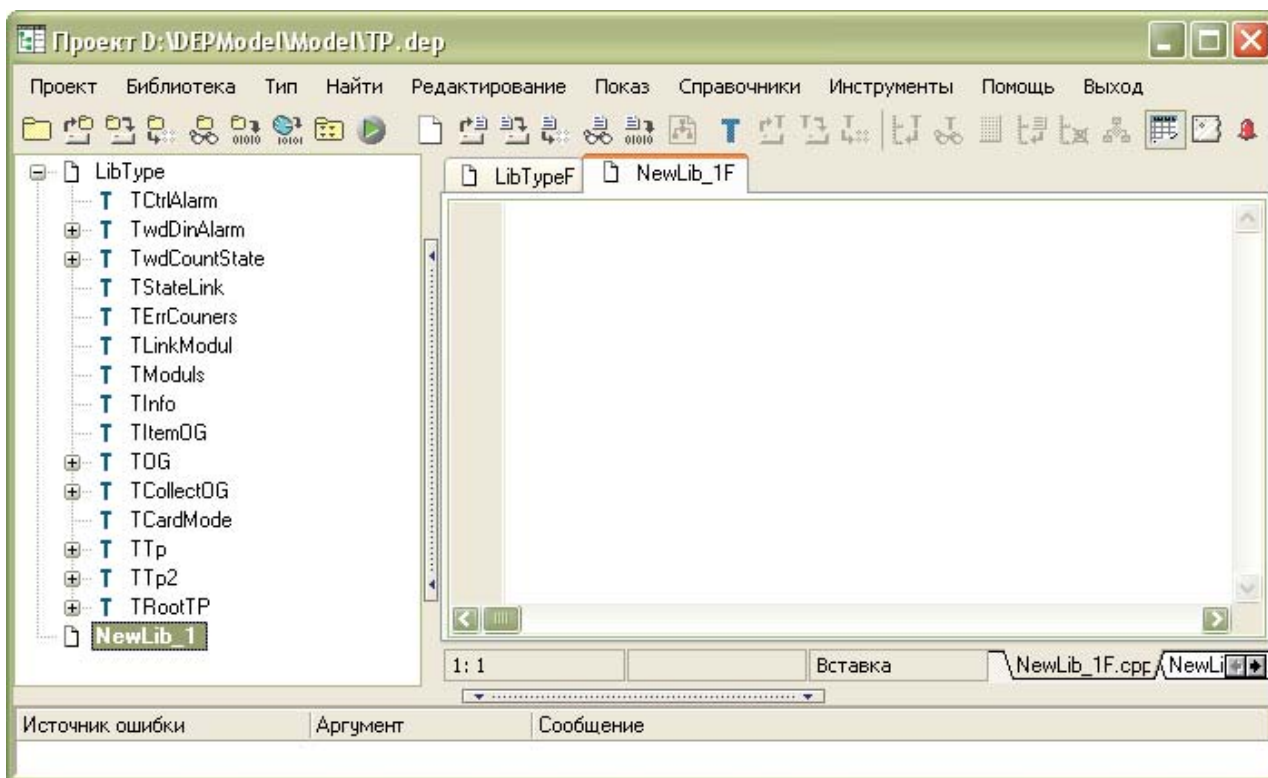 Проект D:\DEPModel\Model\TP.dep
Проект Библиотека Тип Найти Редактирование Показ Справочники Инструменты Помощь Выход
LibType
TCtrlAlarm
TwdDinAlarm
TwdCountState
TStateLink
TErrCouners
TLinkModul
TModuls
TInfo
TItemOG
TOG
TCollectOG
TCardMode
TTp
TTp2
TRootTP
NewLib_1
LibTypeF NewLib_1F
1: 1 Вставка NewLib_1F.cpp NewLi
Источник ошибки Аргумент Сообщение